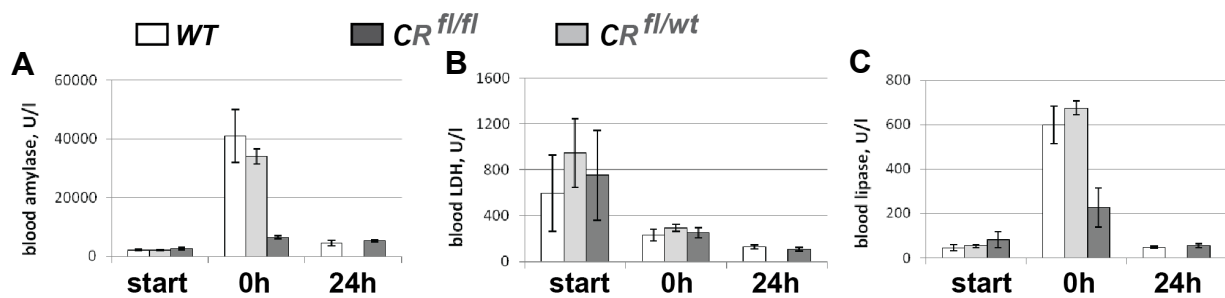 WT CR fl/fl CR fl/wt
A
blood amylase, U/l
60000
40000
20000
0
start 0h 24h
B
blood LDH, U/l
1600
1200
800
400
0
start 0h 24h
C
blood lipase, U/l
800
600
400
200
0
start 0h 24h